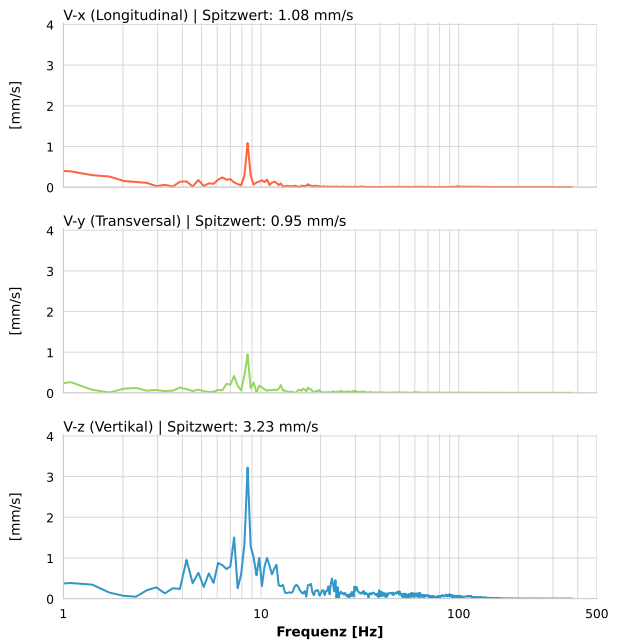 V-x (Longitudinal) | Spitzwert: 1.08 mm/s
4
3
2
1
0
[mm/s]
V-y (Transversal) | Spitzwert: 0.95 mm/s
4
3
2
1
0
[mm/s]
V-z (Vertikal) | Spitzwert: 3.23 mm/s
4
3
2
1
0
[mm/s]
1 10 100 500
Frequenz [Hz]